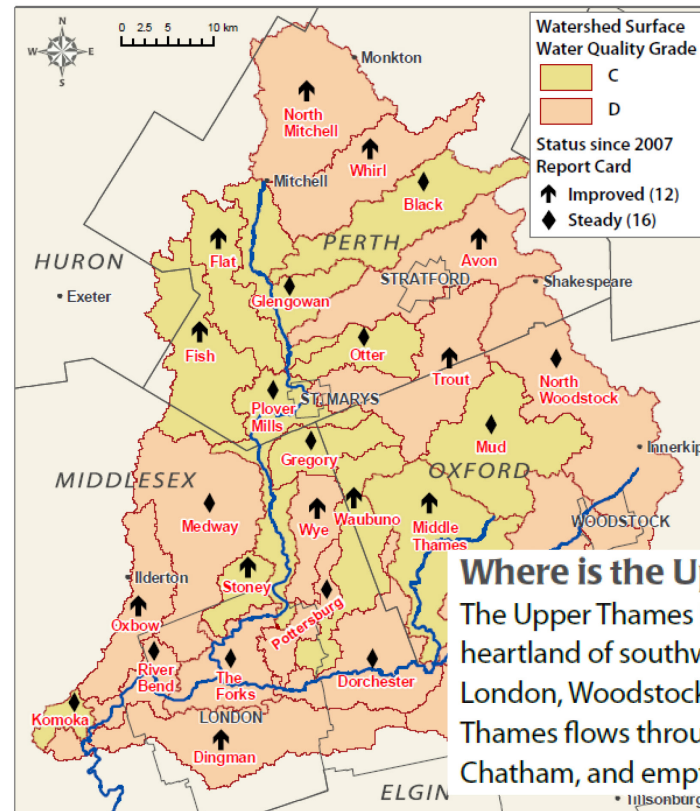 N
W E
S
0 2.5 5 10 km
Watershed Surface
Water Quality Grade
C
D
Status since 2007
Report Card
Improved (12)
Steady (16)
Monkton
North
Mitchell
Whirl
Mitchell
Black
PERTH
HURON
Flat
Avon
STRATFORD
Shakespeare
Exeter
Glengowan
Fish
Otter
Trout
North
Woodstock
Plover
Mills
ST. MARYS
Mud
Gregory
Innerkip
MIDDLESEX
OXFORD
Medway
Wye
Waubuno
Middle
Thames
WOODSTOCK
Stoney
Ilderton
Pottersburg
Oxbow
River
Bend
The
Forks
Dorchester
Komoka
LONDON
Dingman
ELGIN
Tillsonburg
Where is the U
The Upper Thames
heartland of southw
London, Woodstock
Thames flows throu
Chatham, and emp